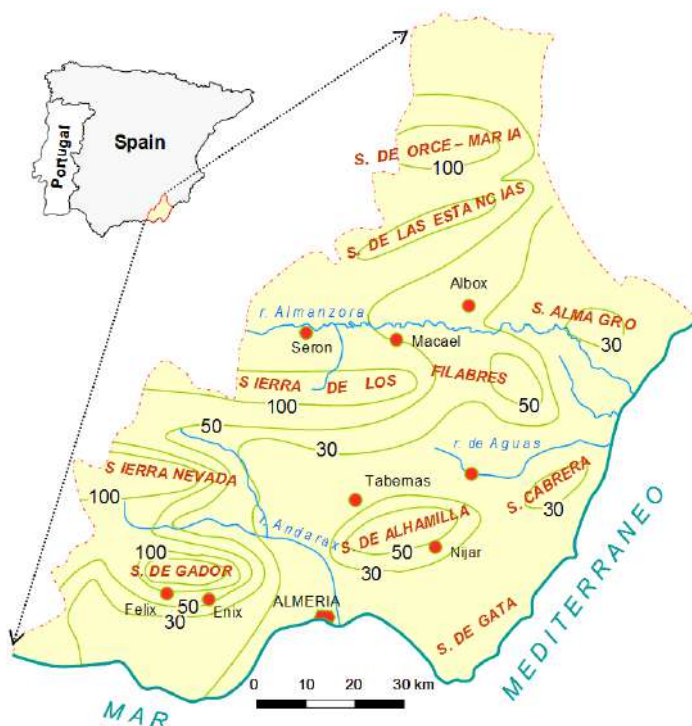 Portugal
Spain
S. DE ORCE – MARIA
100
S. DE LAS ESTANCIAS
Albox
r. Almanzora
S. ALMAGRO
Seron
Macael
30
SIERRA DE LOS FILABRES
100
50
50
30
r. de Aguas
SIERRA NEVADA
Tabernas
S. CABRERA
100
30
r. Andarax
S. DE ALHAMILLA
100
50
Nijar
S. DE GADOR
30
Felix
50
Enix
ALMERIA
30
S. DE GATA
MAR MEDITERRANEO
0 10 20 30 km